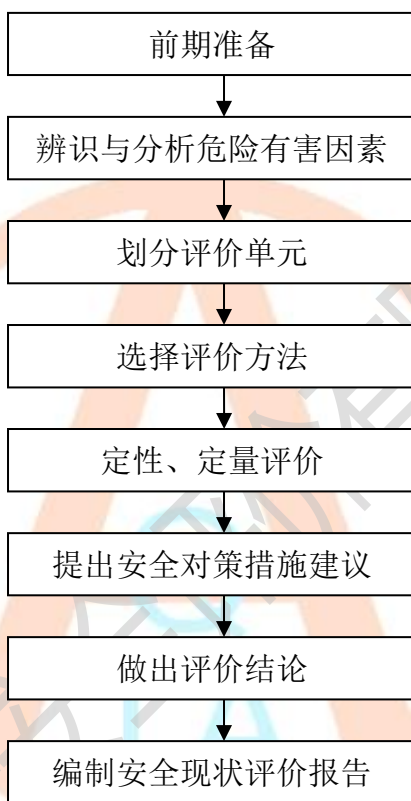 前期准备
辨识与分析危险有害因素
划分评价单元
选择评价方法
定性、定量评价
提出安全对策措施建议
做出评价结论
编制安全现状评价报告